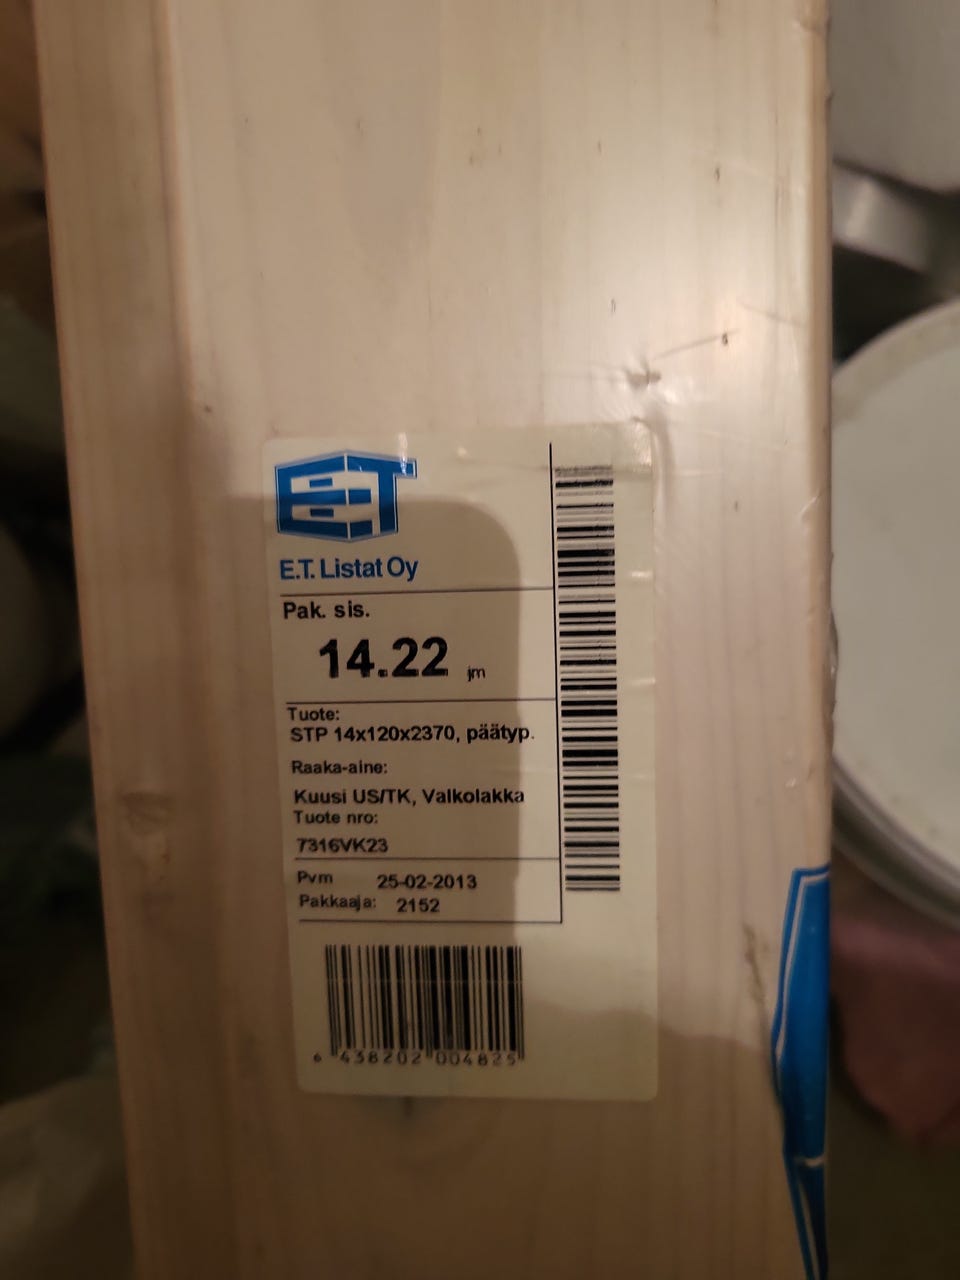 ET
E.T. Listat Oy
Pak. sis.
14.22 jm
Tuote:
STP 14x120x2370, päätyp.
Raaka-aine:
Kuusi US/TK, Valkolakka
Tuote nro:
7316VK23
Pvm 25-02-2013
Pakkaaja: 2152
6 438202 004825